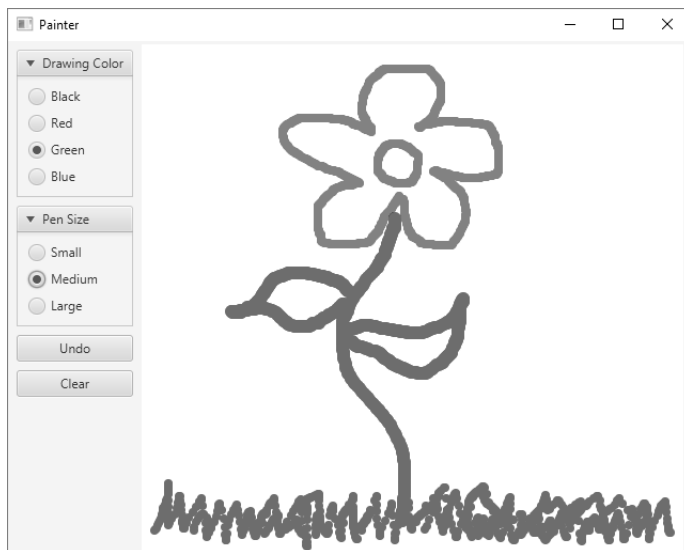 Painter
Drawing Color
Black
Red
Green
Blue
Pen Size
Small
Medium
Large
Undo
Clear